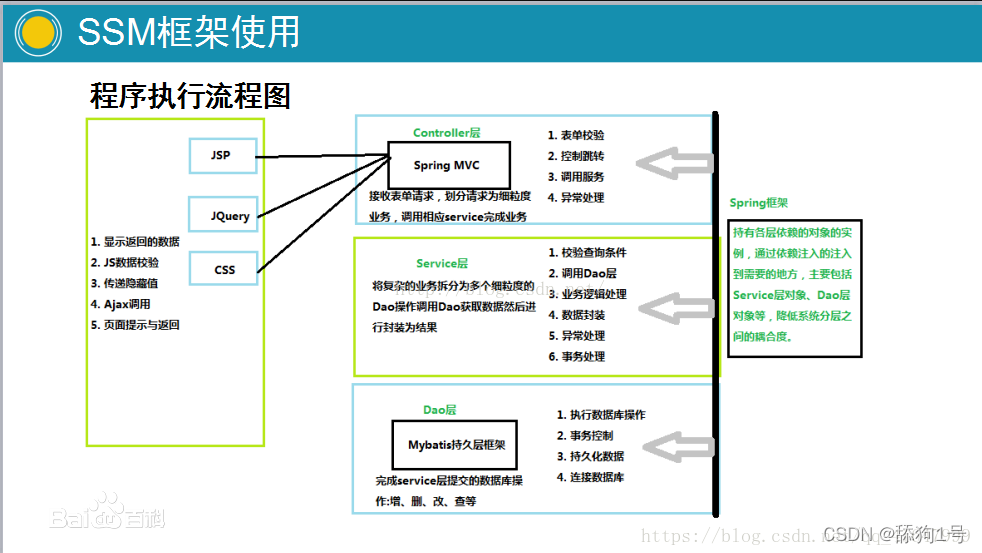 SSM框架使用
程序执行流程图
JSP
JQuery
CSS
1. 显示返回的数据
2. JS数据校验
3. 传递隐藏值
4. Ajax调用
5. 页面提示与返回
Controller层
Spring MVC
接收表单请求，划分请求为细粒度
业务，调用相应service完成业务
1. 表单校验
2. 控制跳转
3. 调用服务
4. 异常处理
Service层
将复杂的业务拆分为多个细粒度的
Dao操作调用Dao获取数据然后进
行封装为结果
http://blog.csdn.net/
1. 校验查询条件
2. 调用Dao层
3. 业务逻辑处理
4. 数据封装
5. 异常处理
6. 事务处理
Dao层
Mybatis持久层框架
完成service层提交的数据库操
作:增、删、改、查等
1. 执行数据库操作
2. 事务控制
3. 持久化数据
4. 连接数据库
Spring框架
持有各层依赖的对象的实
例，通过依赖注入的注入
到需要的地方，主要包括
Service层对象、Dao层
对象等，降低系统分层之
间的耦合度。
Bai百科
https://blog.csdn.net
CSDN @舔狗1号